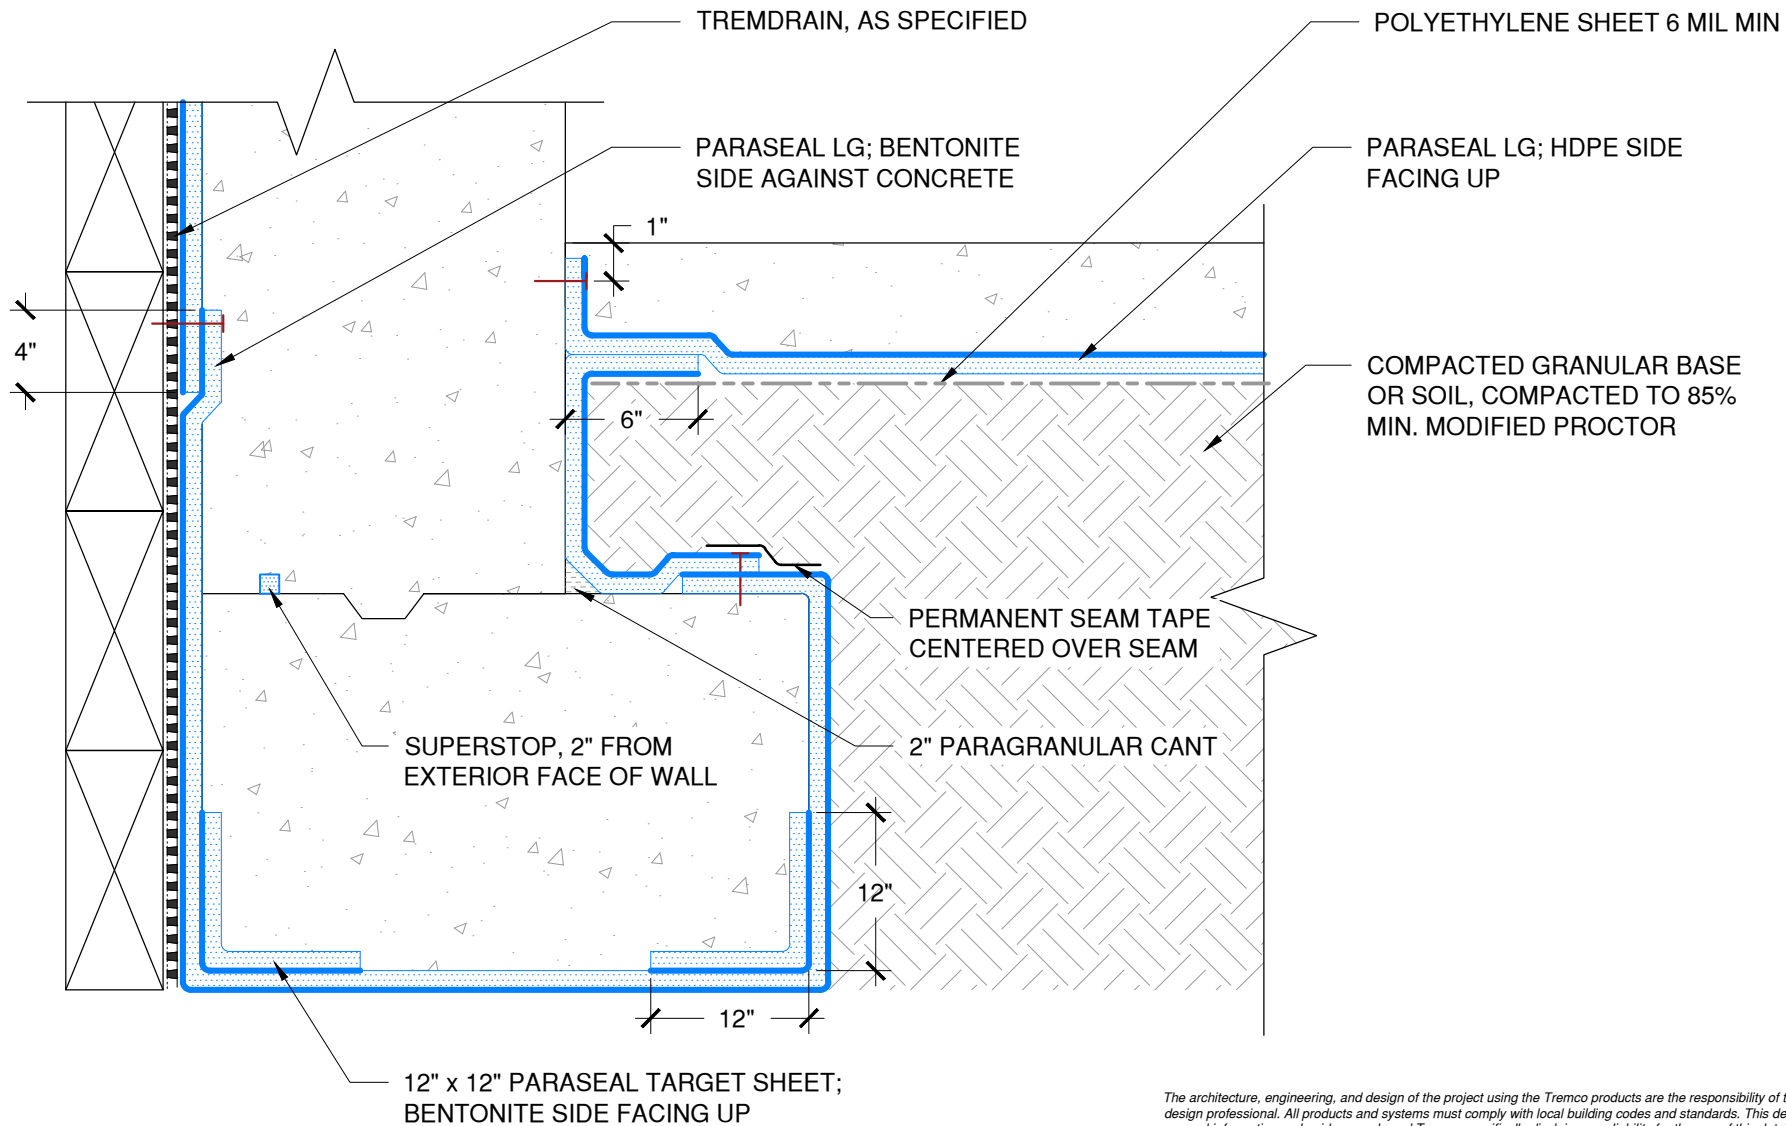 TREMDRAIN, AS SPECIFIED
POLYETHYLENE SHEET 6 MIL MIN
PARASEAL LG; BENTONITE
SIDE AGAINST CONCRETE
PARASEAL LG; HDPE SIDE
FACING UP
1"
4"
COMPACTED GRANULAR BASE
OR SOIL, COMPACTED TO 85%
MIN. MODIFIED PROCTOR
6"
PERMANENT SEAM TAPE
CENTERED OVER SEAM
SUPERSTOP, 2" FROM
EXTERIOR FACE OF WALL
2" PARAGRANULAR CANT
12"
12"
12" x 12" PARASEAL TARGET SHEET;
BENTONITE SIDE FACING UP
The architecture, engineering, and design of the project using the Tremco products are the responsibility of
design professional. All products and systems must comply with local building codes and standards. This